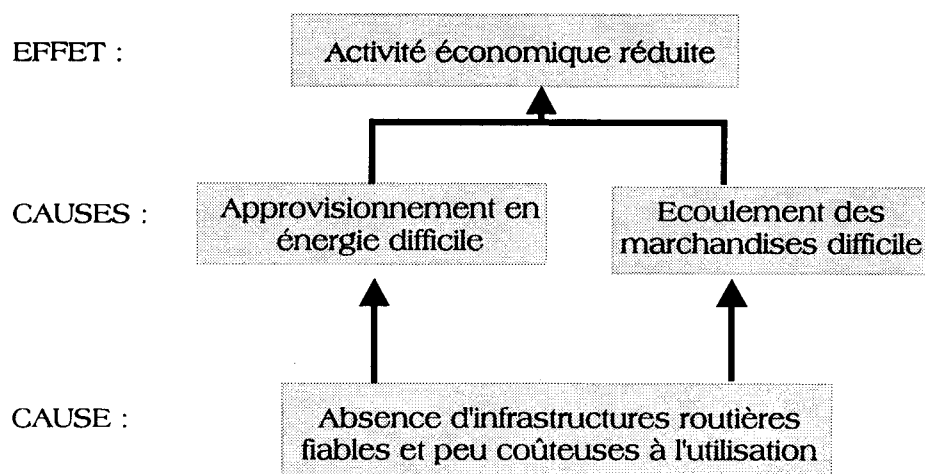 EFFET :
Activité économique réduite
CAUSES :
Approvisionnement en
énergie difficile
Ecoulement des
marchandises difficile
CAUSE :
Absence d'infrastructures routières
fiables et peu coûteuses à l'utilisation